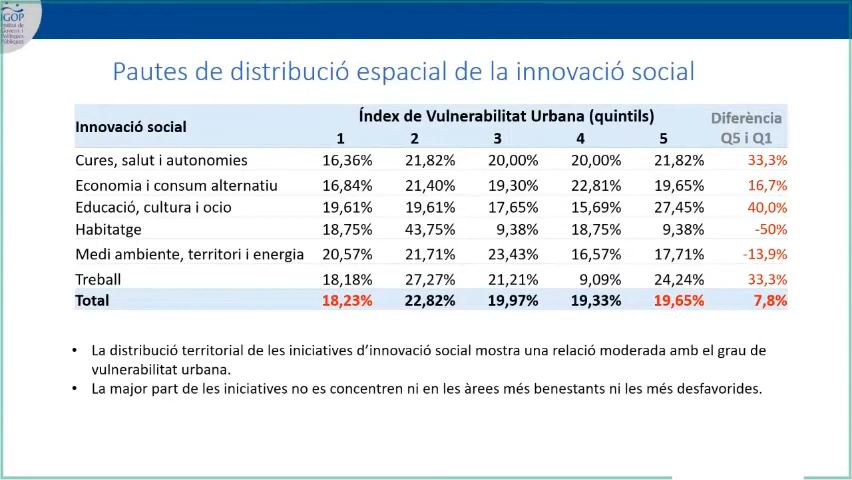 IGOP
Institut de
Govern i
Polítiques
Públiques
Pautes de distribució espacial de la innovació social
Innovació social
Índex de Vulnerabilitat Urbana (quintils)
Diferència
1 2 3 4 5 Q5 i Q1
Cures, salut i autonomies 16,36% 21,82% 20,00% 20,00% 21,82% 33,3%
Economia i consum alternatiu 16,84% 21,40% 19,30% 22,81% 19,65% 16,7%
Educació, cultura i ocio 19,61% 19,61% 17,65% 15,69% 27,45% 40,0%
Habitatge 18,75% 43,75% 9,38% 18,75% 9,38% -50%
Medi ambiente, territori i energia 20,57% 21,71% 23,43% 16,57% 17,71% -13,9%
Treball 18,18% 27,27% 21,21% 9,09% 24,24% 33,3%
Total 18,23% 22,82% 19,97% 19,33% 19,65% 7,8%
• La distribució territorial de les iniciatives d’innovació social mostra una relació moderada amb el grau de
vulnerabilitat urbana.
• La major part de les iniciatives no es concentren ni en les àrees més benestants ni les més desfavorides.